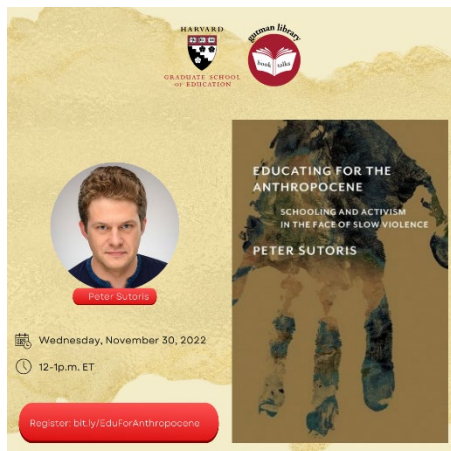 HARVARD
GRADUATE SCHOOL
OF EDUCATION
gutman library
book talks
EDUCATING FOR THE
ANTHROPOCENE
SCHOOLING AND ACTIVISM
IN THE FACE OF SLOW VIOLENCE
PETER SUTORIS
Peter Sutoris
Wednesday, November 30, 2022
12-1p.m. ET
Register: bit.ly/EduForAnthropocene